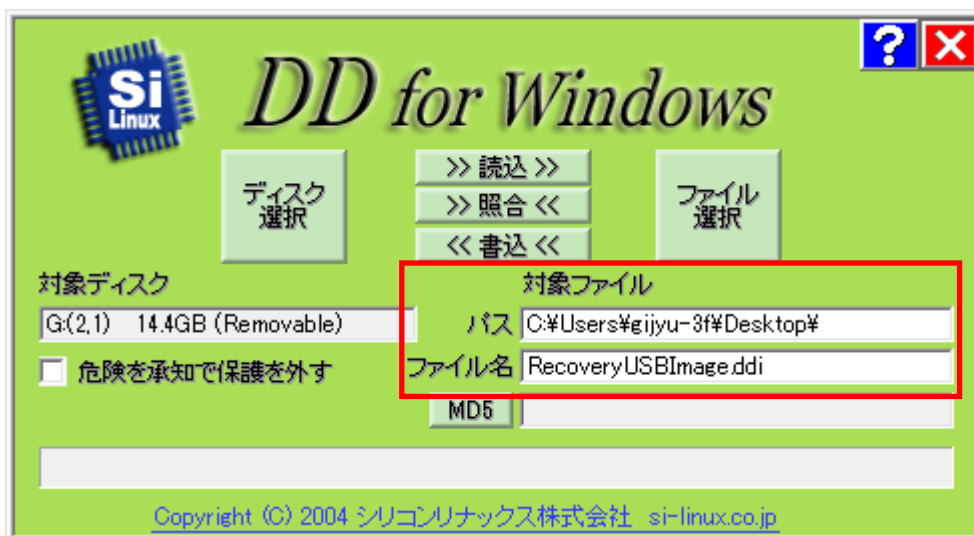 Si
Linux
DD for Windows
?
ディスク
選択
>> 読込 >>
>> 照合 <<
<< 書込 <<
ファイル
選択
対象ディスク
対象ファイル
G:(2,1) 14.4GB (Removable)
パス C:¥Users¥gijyu-3f¥Desktop¥
危険を承知で保護を外す
ファイル名 RecoveryUSBImage.ddi
MD5
Copyright (C) 2004 シリコンリナックス株式会社 si-linux.co.jp